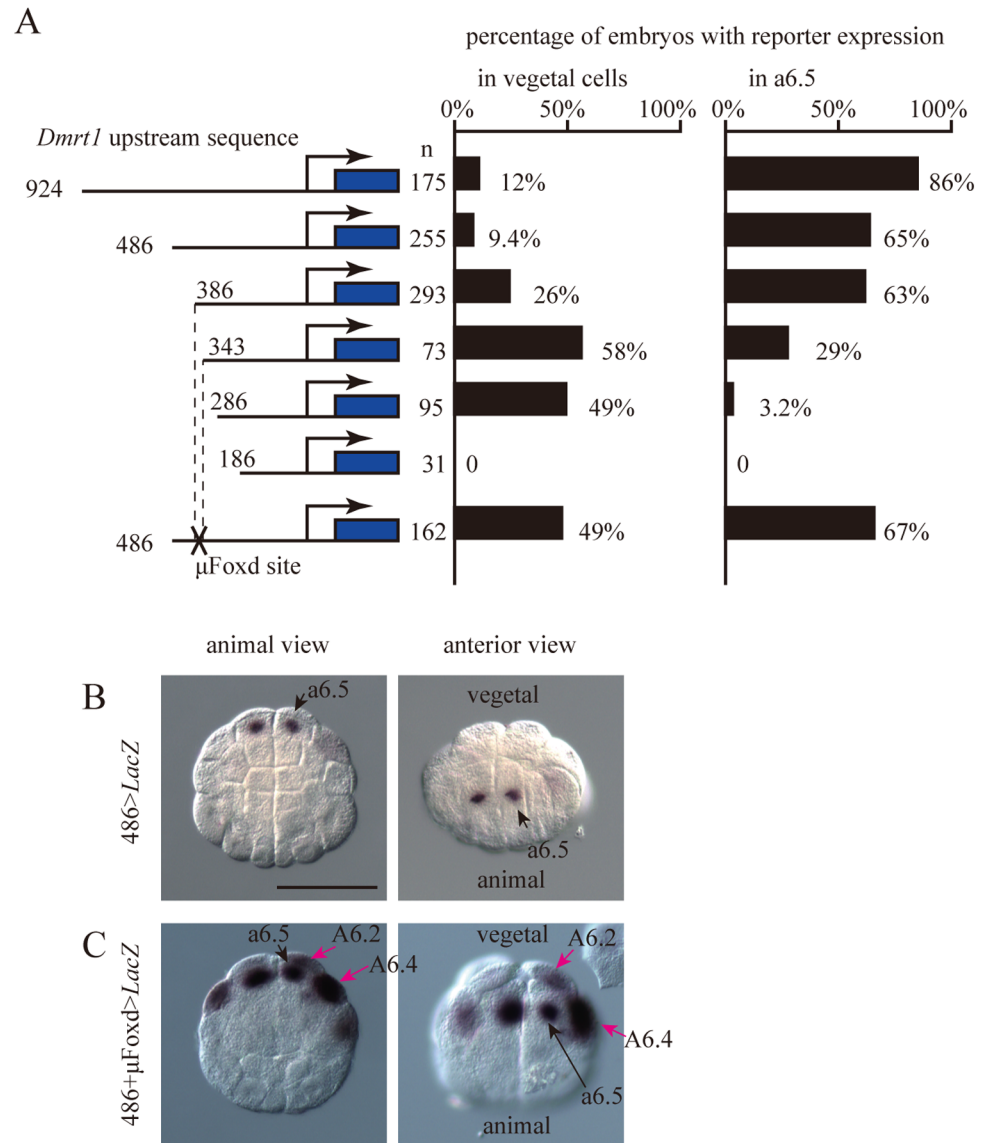 A
percentage of embryos with reporter expression
in vegetal cells
in a6.5
0% 50% 100%
0% 50% 100%
Dmrt1 upstream sequence
n
924 175 12% 86%
486 255 9.4% 65%
386 293 26% 63%
343 73 58% 29%
286 95 49% 3.2%
186 31 0 0
486 162 49% 67%
μFoxd site
animal view
anterior view
B
486>LacZ
a6.5
vegetal
a6.5
animal
C
486+μFoxd>LacZ
a6.5
A6.2
A6.4
vegetal
A6.2
A6.4
a6.5
animal